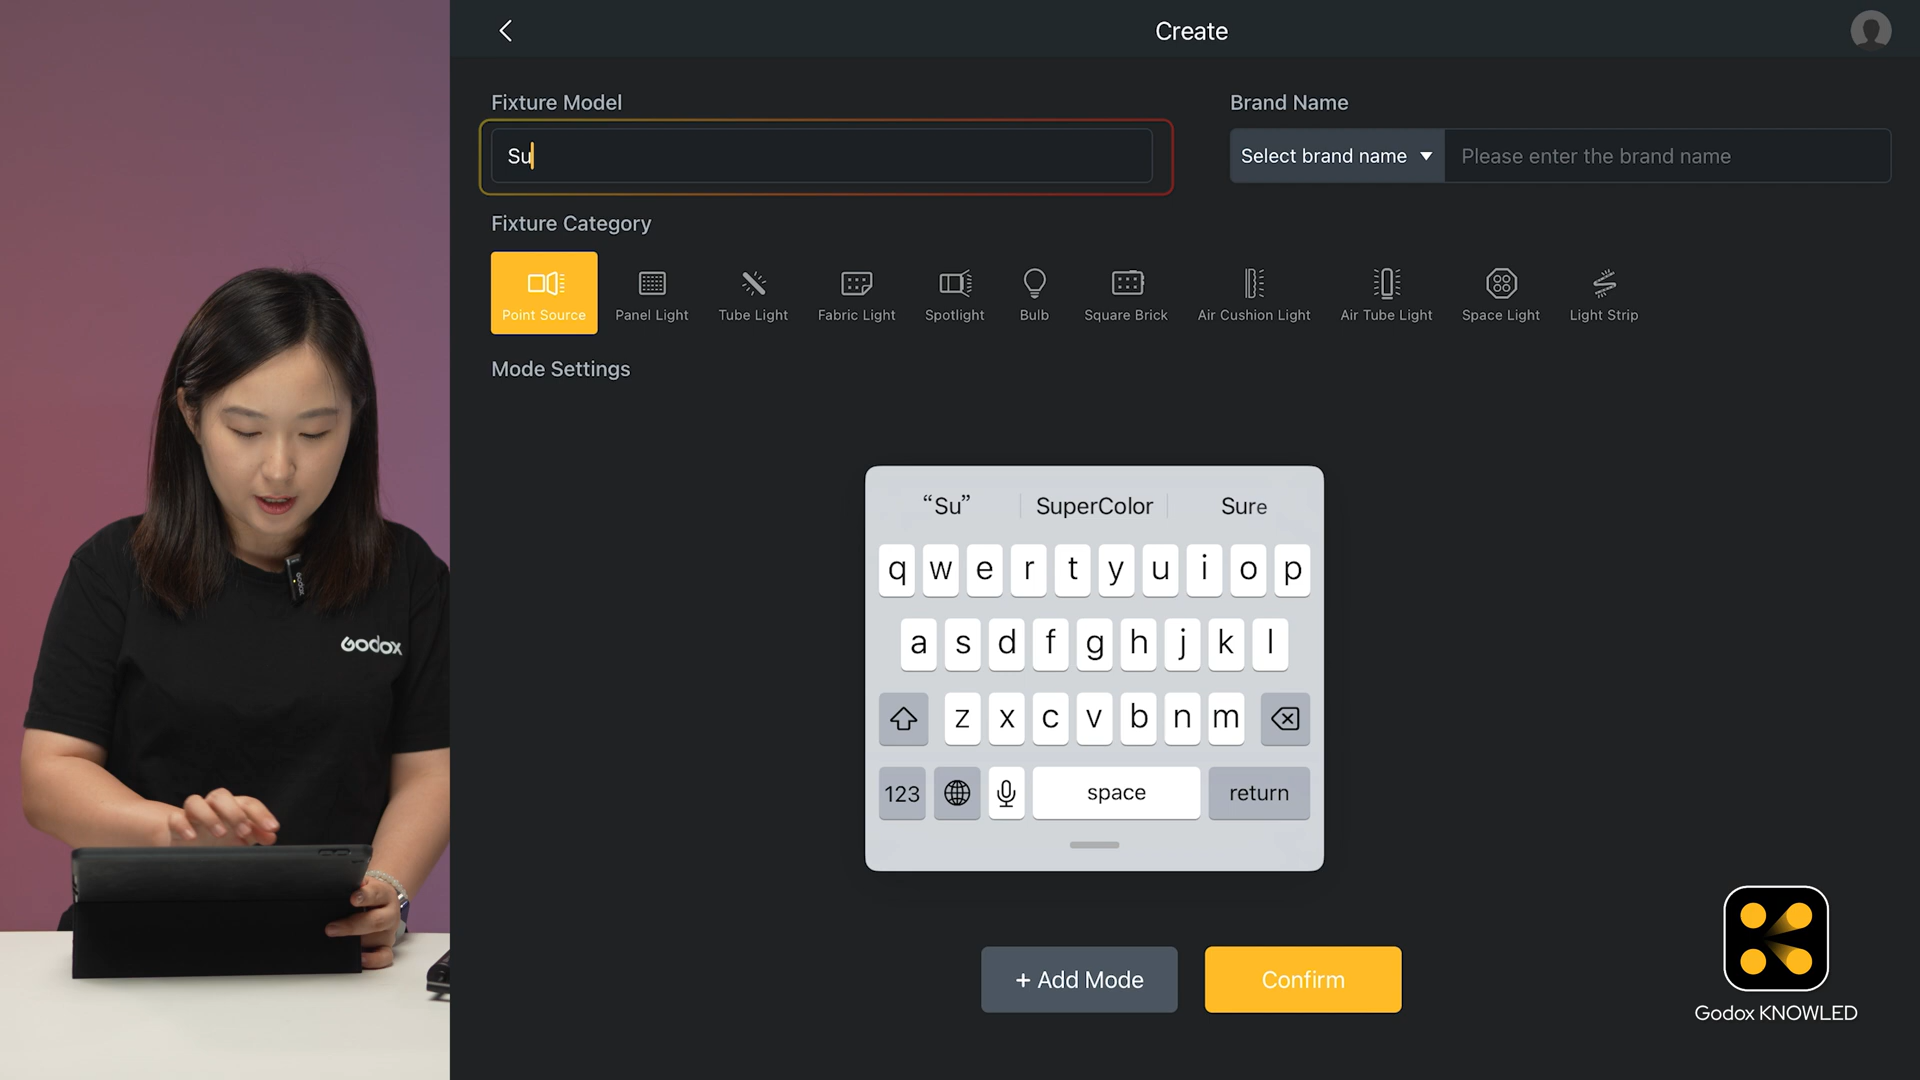 Create
Fixture Model
Brand Name
Su
Select brand name
Please enter the brand name
Fixture Category
Point Source
Panel Light
Tube Light
Fabric Light
Spotlight
Bulb
Square Brick
Air Cushion Light
Air Tube Light
Space Light
Light Strip
Mode Settings
“Su” SuperColor Sure
q w e r t y u i o p
a s d f g h j k l
z x c v b n m
123 space return
+ Add Mode
Confirm
Godox KNOWLED
Godox
Godox